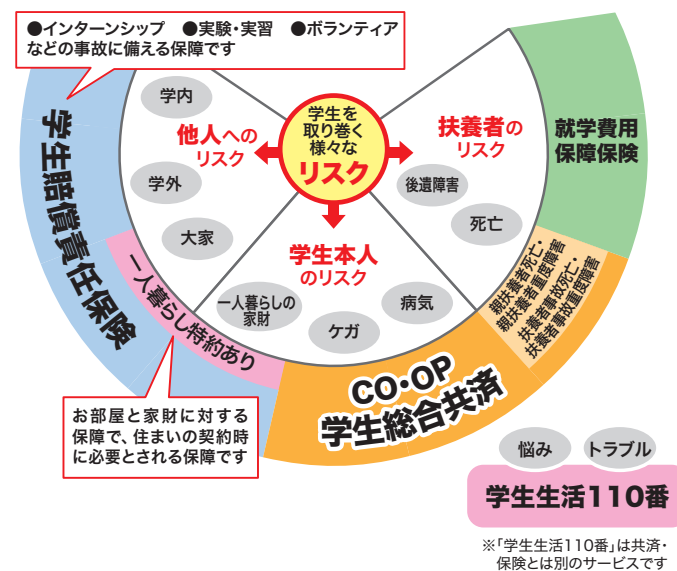 ●インターンシップ　●実験・実習　●ボランティア
などの事故に備える保障です
学生を
取り巻く
様々な
リスク
他人への
リスク
学内
学外
大家
扶養者の
リスク
後遺障害
死亡
学生本人
のリスク
一人暮らしの
家財
ケガ
病気
学生賠償責任保険
一人暮らし特約あり
お部屋と家財に対する
保障で、住まいの契約時
に必要とされる保障です
CO・OP
学生総合共済
親扶養者死亡・
親扶養者重度障害
扶養者事故死亡・
扶養者事故重度障害
就学費用
保障保険
悩み
トラブル
学生生活110番
※「学生生活110番」は共済・
保険とは別のサービスです